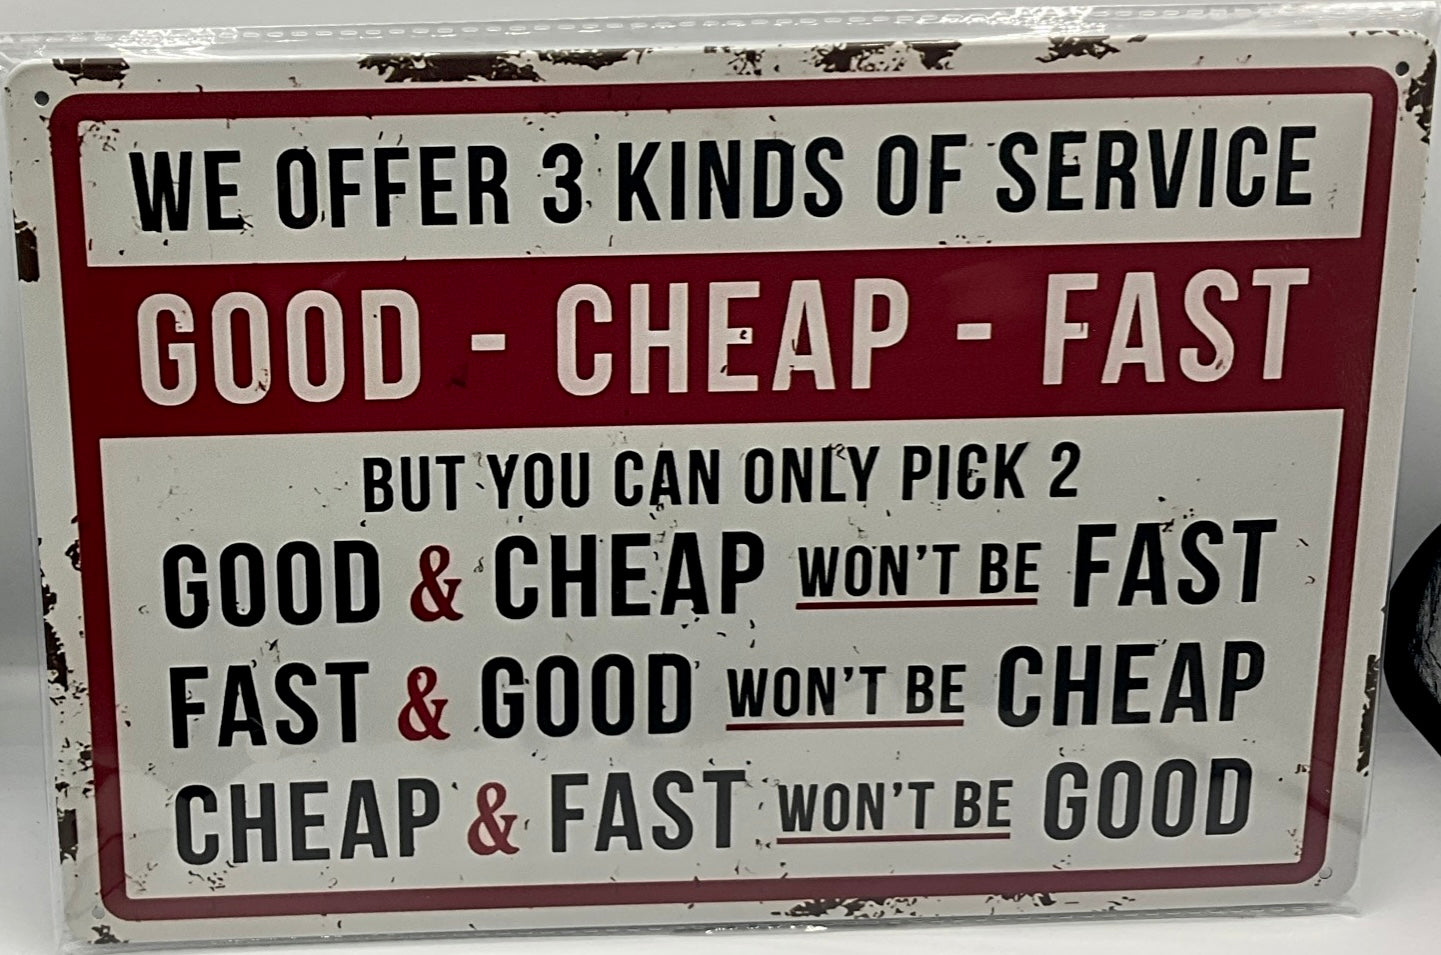 WE OFFER 3 KINDS OF SERVICE
GOOD - CHEAP - FAST
BUT YOU CAN ONLY PICK 2
GOOD & CHEAP WON'T BE FAST
FAST & GOOD WON'T BE CHEAP
CHEAP & FAST WON'T BE GOOD